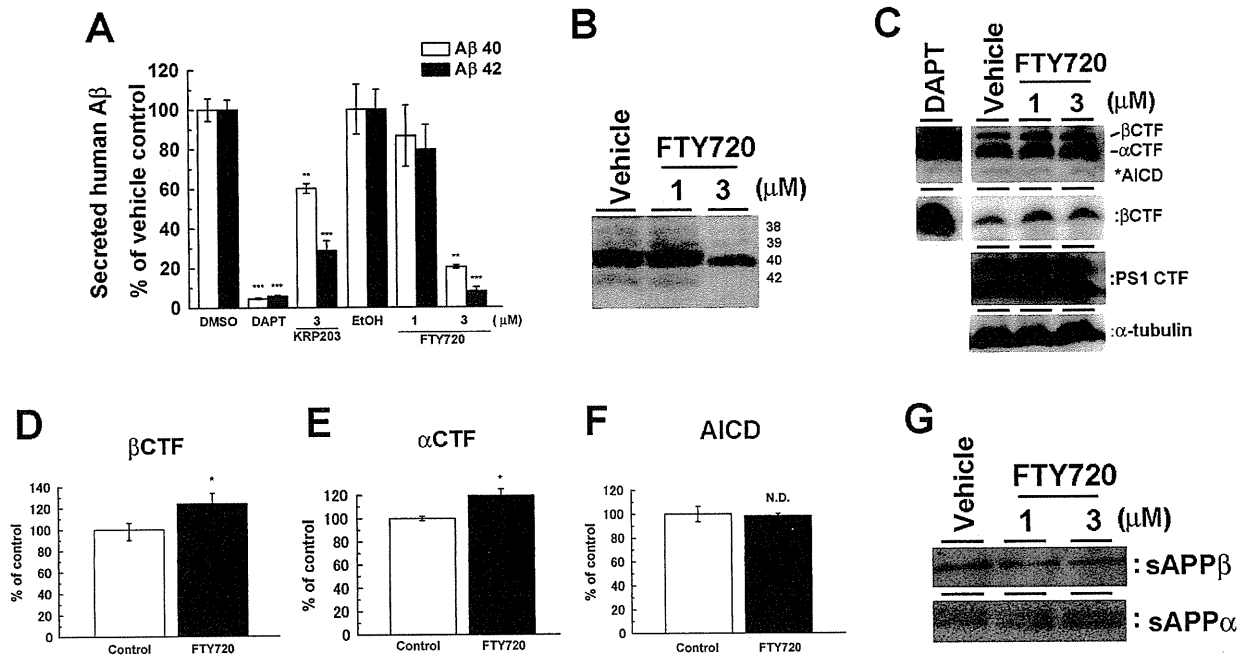 A
Aβ 40
Aβ 42
Secreted human Aβ
% of vehicle control
120
100
80
60
40
20
0
***
***
**
***
**
***
DMSO
DAPT
3
KRP203
EtOH
1
3
(μM)
FTY720
B
Vehicle
FTY720
1
3
(μM)
38
39
40
42
C
DAPT
Vehicle
FTY720
1
3
(μM)
βCTF
αCTF
*AICD
:βCTF
:PS1 CTF
:α-tubulin
D
βCTF
% of control
140
120
100
80
60
40
20
0
*
Control
FTY720
E
αCTF
% of control
120
100
80
60
40
20
0
*
Control
FTY720
F
AICD
% of control
120
100
80
60
40
20
0
N.D.
Control
FTY720
G
Vehicle
FTY720
1
3
(μM)
: sAPPβ
: sAPPα